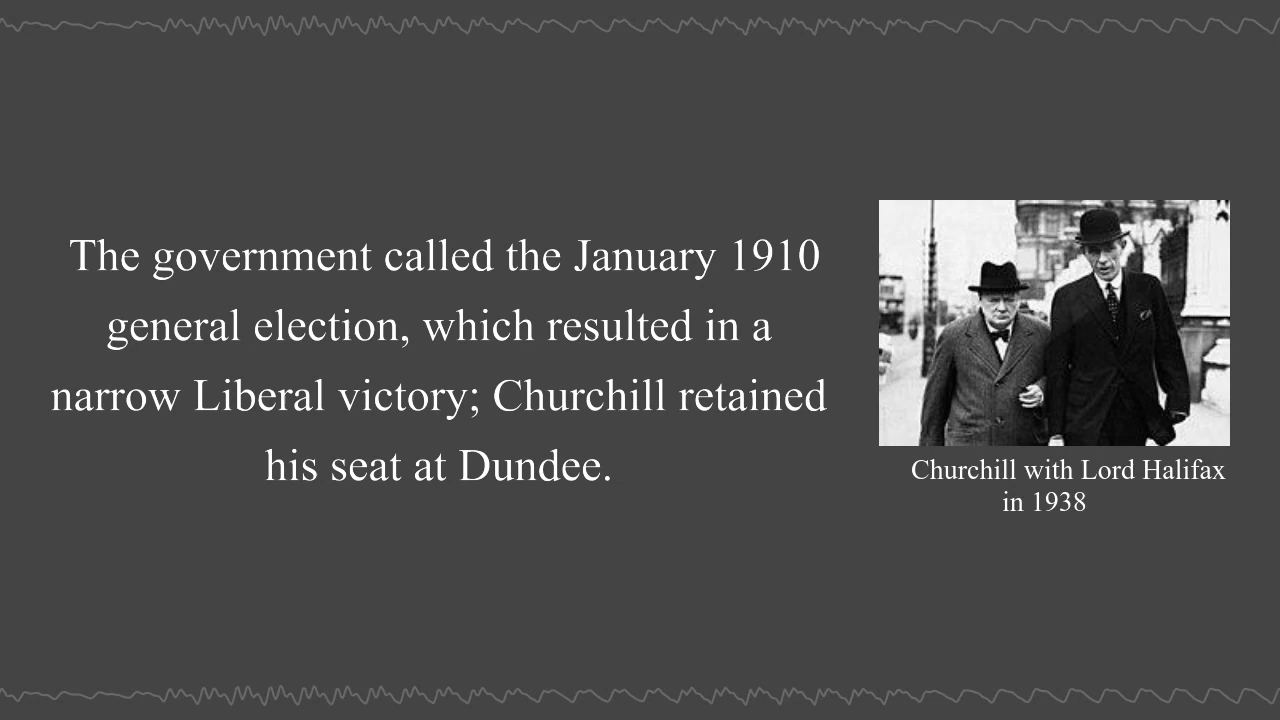 The government called the January 1910
general election, which resulted in a
narrow Liberal victory; Churchill retained
his seat at Dundee.
Churchill with Lord Halifax
in 1938